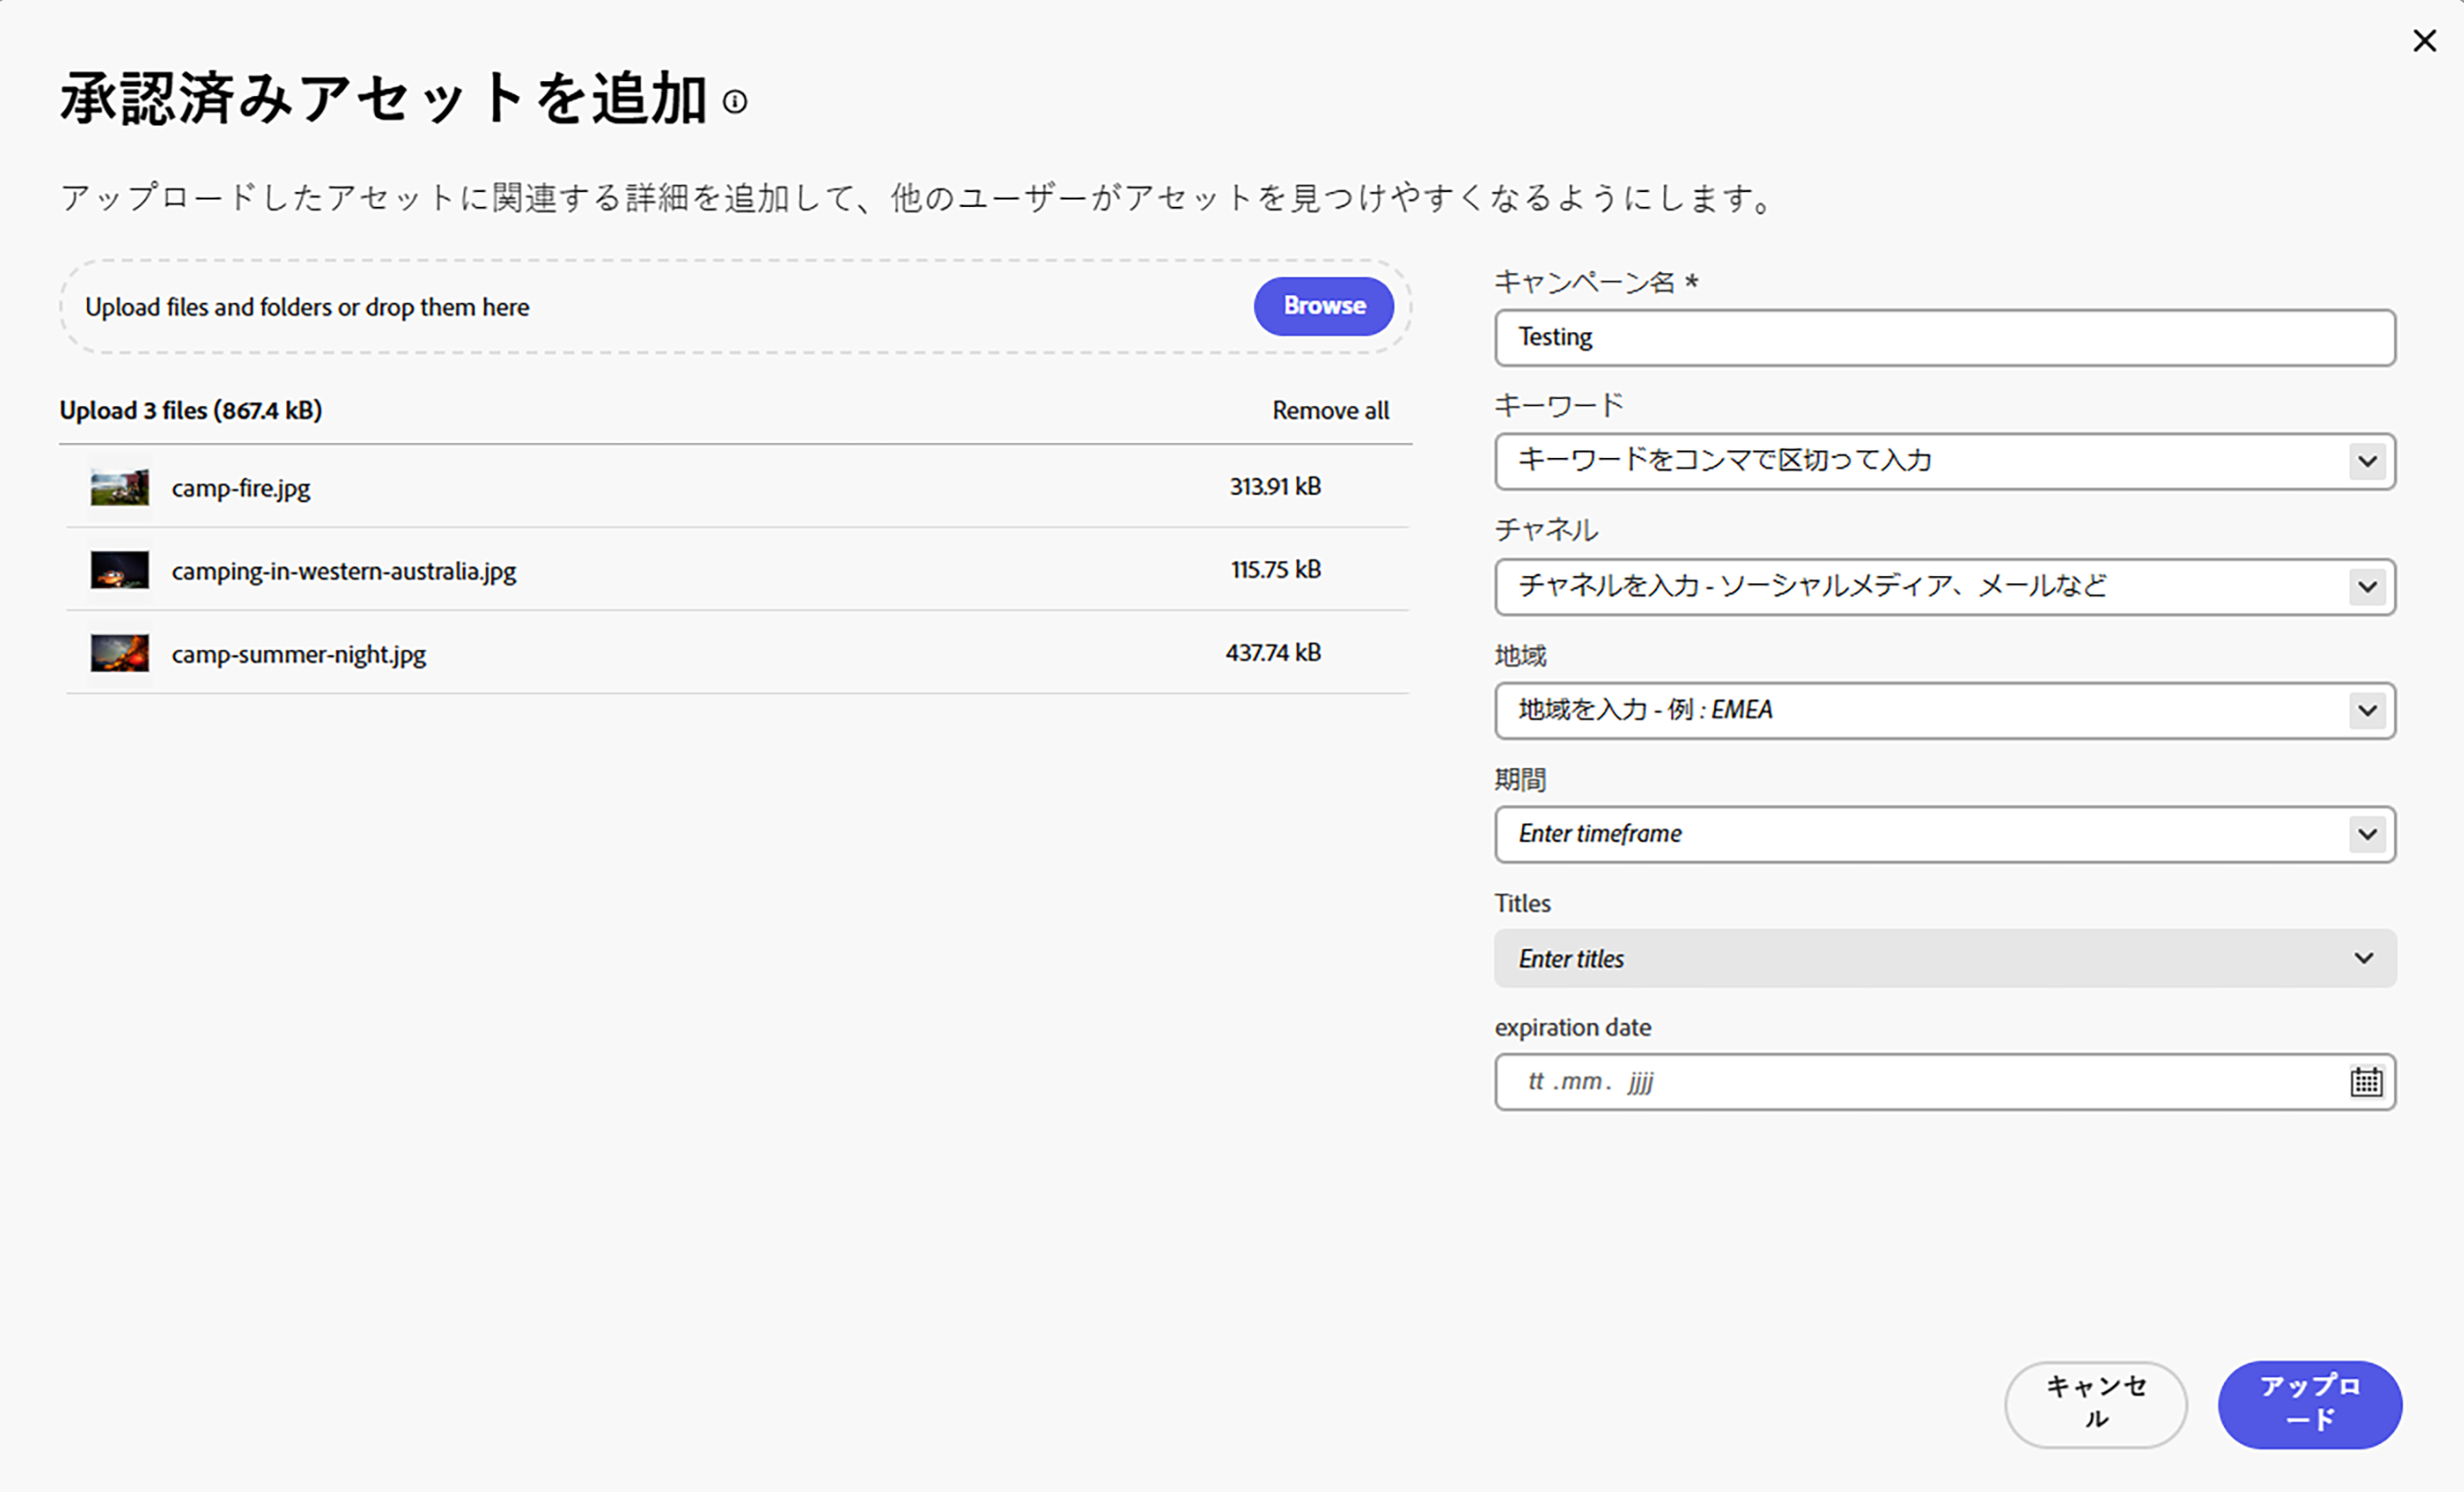 承認済みアセットを追加
アップロードしたアセットに関連する詳細を追加して、他のユーザーがアセットを見つけやすくなるようにします。
Upload files and folders or drop them here
Browse
Upload 3 files (867.4 kB)
Remove all
camp-fire.jpg
313.91 kB
camping-in-western-australia.jpg
115.75 kB
camp-summer-night.jpg
437.74 kB
キャンペーン名 *
Testing
キーワード
キーワードをコンマで区切って入力
チャネル
チャネルを入力 - ソーシャルメディア、メールなど
地域
地域を入力 - 例 : EMEA
期間
Enter timeframe
Titles
Enter titles
expiration date
tt .mm. jjjj
キャンセ
ル
アップロ
ード